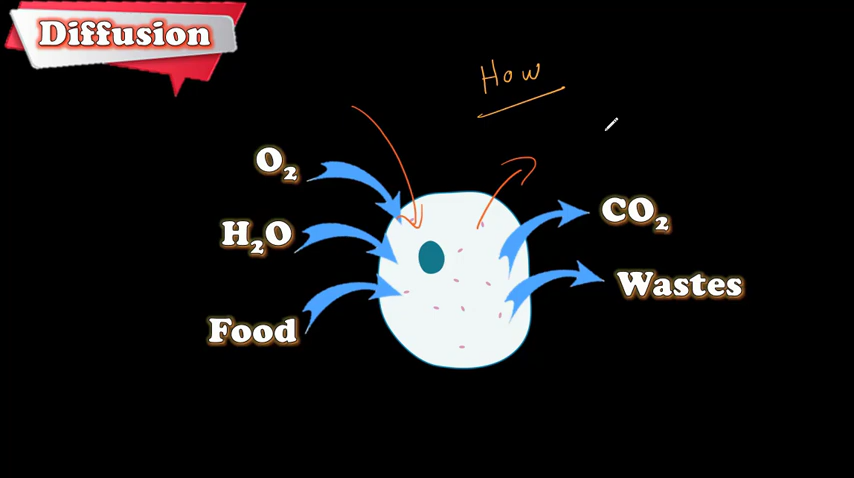 Diffusion
How
O₂
H₂O
Food
CO₂
Wastes